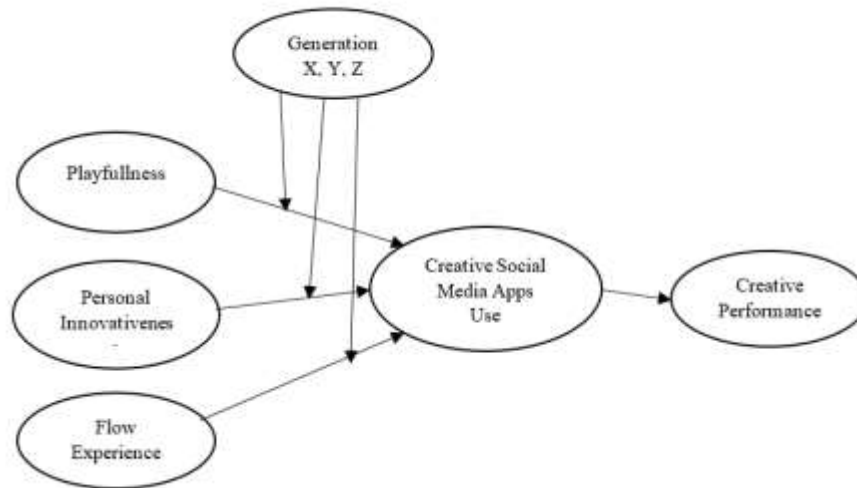 Generation
X, Y, Z
Playfullness
Personal
Innovativenes
Creative Social
Media Apps
Use
Creative
Performance
Flow
Experience